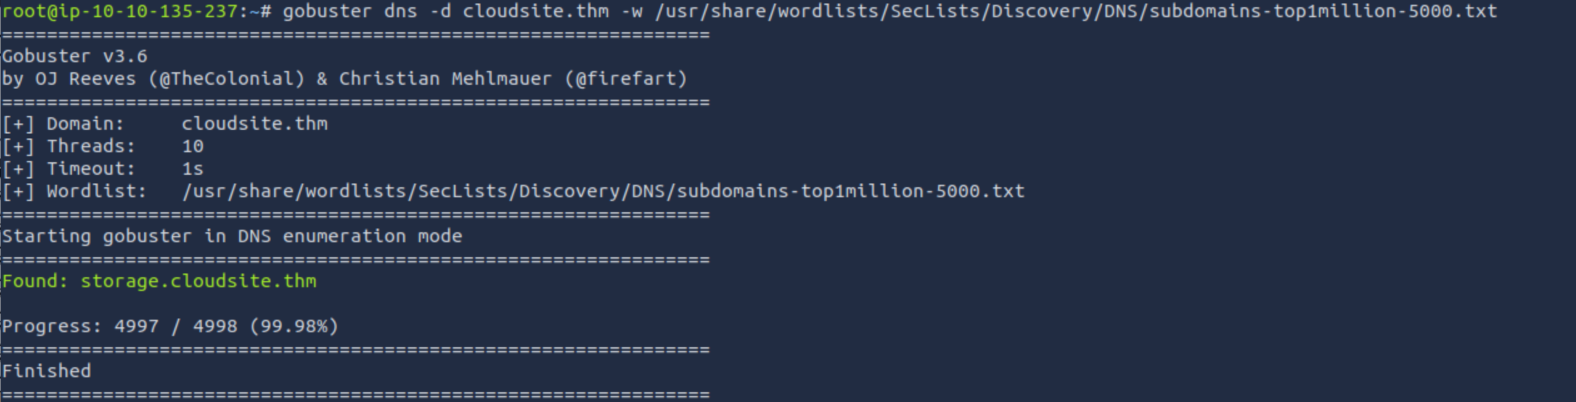 root@ip-10-10-135-237:~# gobuster dns -d cloudsite.thm -w /usr/share/wordlists/SecLists/Discovery/DNS/subdomains-top1million-5000.txt
===============================================================
Gobuster v3.6
by OJ Reeves (@TheColonial) & Christian Mehlmauer (@firefart)
===============================================================
[+] Domain:     cloudsite.thm
[+] Threads:    10
[+] Timeout:    1s
[+] Wordlist:   /usr/share/wordlists/SecLists/Discovery/DNS/subdomains-top1million-5000.txt
===============================================================
Starting gobuster in DNS enumeration mode
===============================================================
Found: storage.cloudsite.thm
Progress: 4997 / 4998 (99.98%)
===============================================================
Finished
===============================================================